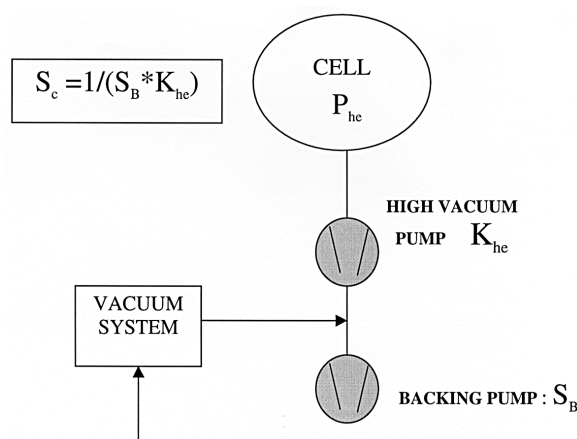 S_c =1/(S_B*K_he)
CELL
P_he
HIGH VACUUM
PUMP K_he
VACUUM
SYSTEM
BACKING PUMP : S_B